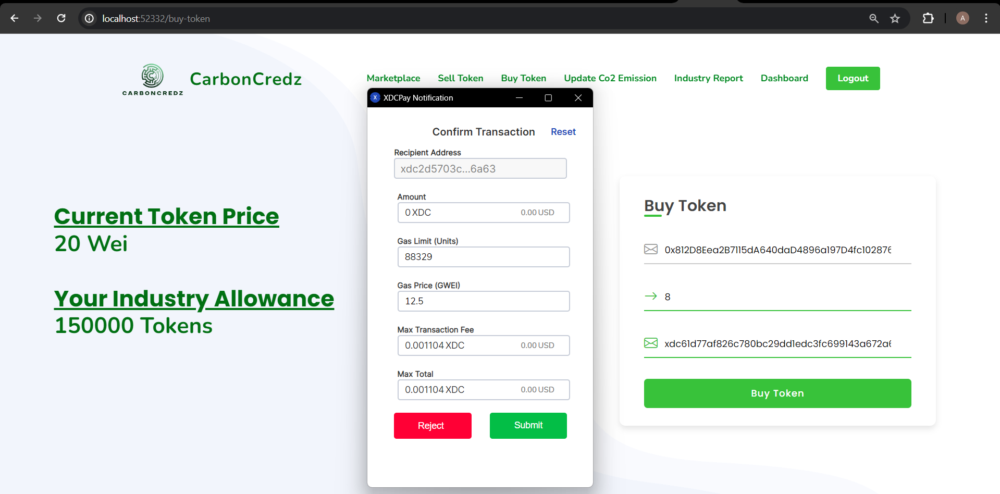 localhost:52332/buy-token
A
CARBONCREDZ
CarbonCredz
Marketplace
Sell Token
Buy Token
Update Co2 Emission
Industry Report
Dashboard
Logout
X
XDCPay Notification
Confirm Transaction
Reset
Recipient Address
xdc2d5703c...6a63
Amount
0 XDC
0.00 USD
Gas Limit (Units)
88329
Gas Price (GWEI)
12.5
Max Transaction Fee
0.001104 XDC
0.00 USD
Max Total
0.001104 XDC
0.00 USD
Reject
Submit
Current Token Price
20 Wei
Your Industry Allowance
150000 Tokens
Buy Token
0x812D8Eea2B7115dA640daD4896a197D4fc102876
8
xdc61d77af826c780bc29dd1edc3fc699143a672a6
Buy Token